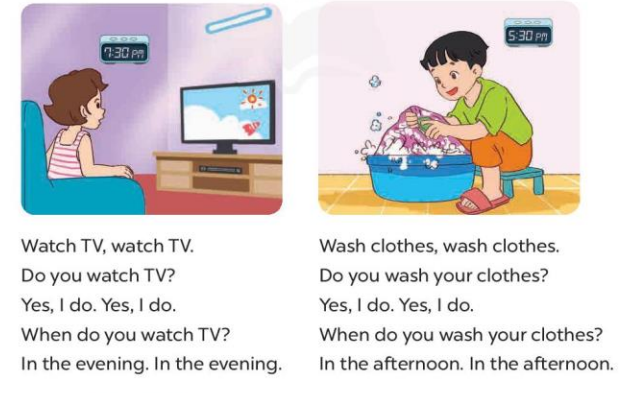 7:30 PM
5:30 PM
Watch TV, watch TV.
Do you watch TV?
Yes, I do. Yes, I do.
When do you watch TV?
In the evening. In the evening.
Wash clothes, wash clothes.
Do you wash your clothes?
Yes, I do. Yes, I do.
When do you wash your clothes?
In the afternoon. In the afternoon.